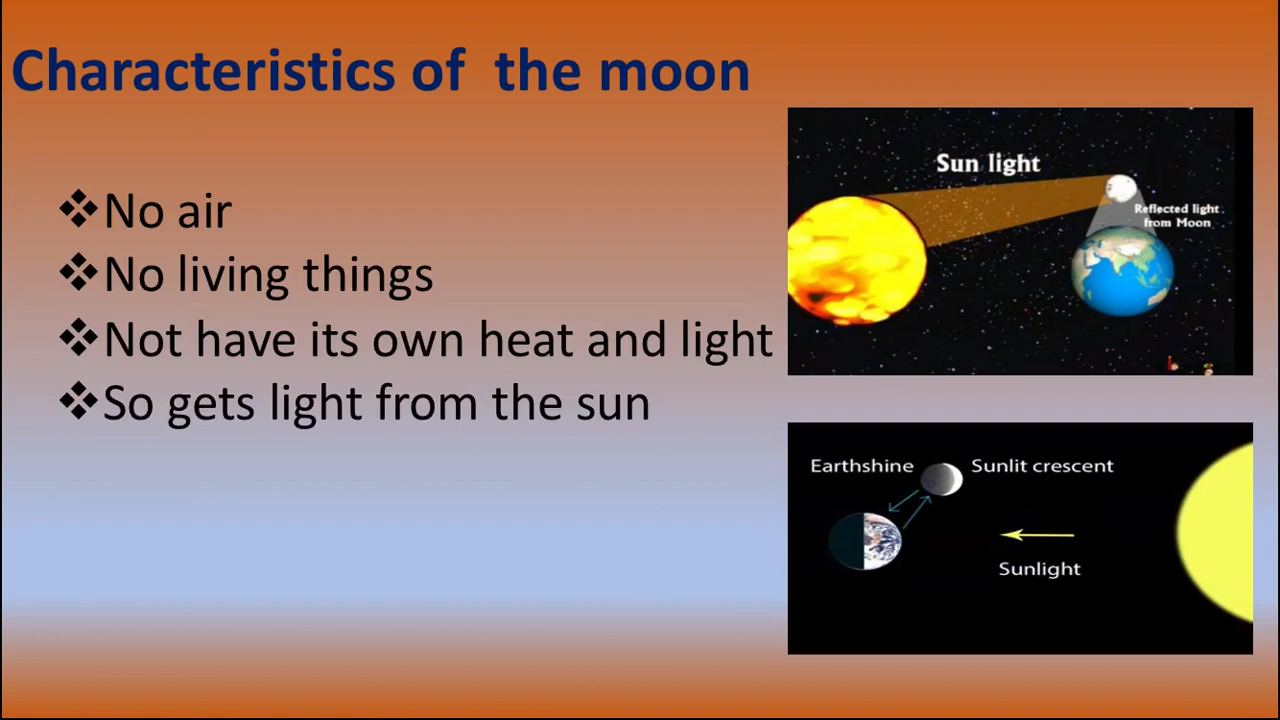 Characteristics of  the moon
❖No air
❖No living things
❖Not have its own heat and light
❖So gets light from the sun
Sun light
Reflected light
from Moon
Earthshine
Sunlit crescent
Sunlight